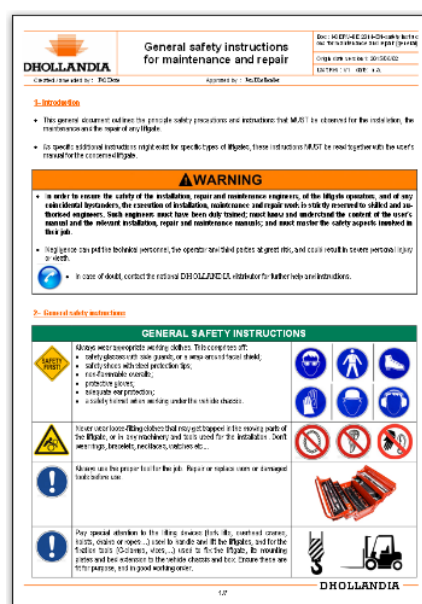 DHOLLANDIA
General safety instructions
for maintenance and repair
1- Introduction
This general document outlines the principle safety precautions and instructions that MUST be observed for the installation, the
maintenance and the repair of any liftgate.
As specific additional instructions might exist for specific types of liftgates, these instructions MUST be read together with the user's
manual for the concerned liftgate.
WARNING
In order to ensure the safety of the installation, repair and maintenance engineers, of the liftgate operators, and of any
coincidental bystanders, the execution of installation, maintenance and repair work is strictly reserved to skilled and au-
thorised engineers. Such engineers must have been duly trained; must know and understand the content of the user's
manual and the relevant installation, repair and maintenance manuals; and must master the safety aspects involved in
their job.
Negligence can put the technical personnel, the operator and third parties at great risk, and could result in severe personal injury
or death.
In case of doubt, contact the national DHOLLANDIA distributor for further help and instructions.
2- General safety instructions
GENERAL SAFETY INSTRUCTIONS
SAFETY
FIRST!
Always wear appropriate working clothes. This comprises off:
safety glasses with side guards, or a wrap around facial shield;
safety shoes with steel protection tips;
non-flammable overalls;
protective gloves;
adequate ear protection;
a safety helmet when working under the vehicle chassis.
Never wear loose-fitting clothes that may get trapped in the moving parts of
the liftgate, or in any machinery and tools used for the installation. Don't
wear rings, bracelets, necklaces, watches etc...
Always use the proper tool for the job. Repair or replace worn or damaged
tools before use.
Pay special attention to the lifting devices (fork lifts, overhead cranes,
hoists, chains or ropes,...) used to handle and lift the liftgates, and for the
fixation tools (G-clamps, vices,...) used to fix the liftgate, its mounting
plates and bed extension to the vehicle chassis and box. Ensure these are
fit for purpose, and in good working order.
1/7
DHOLLANDIA